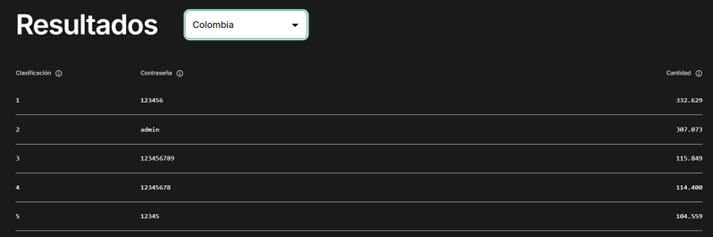 Resultados Colombia
Clasificación Contraseña Cantidad
1 123456 332.629
2 admin 307.073
3 123456789 115.849
4 12345678 114.400
5 12345 104.559